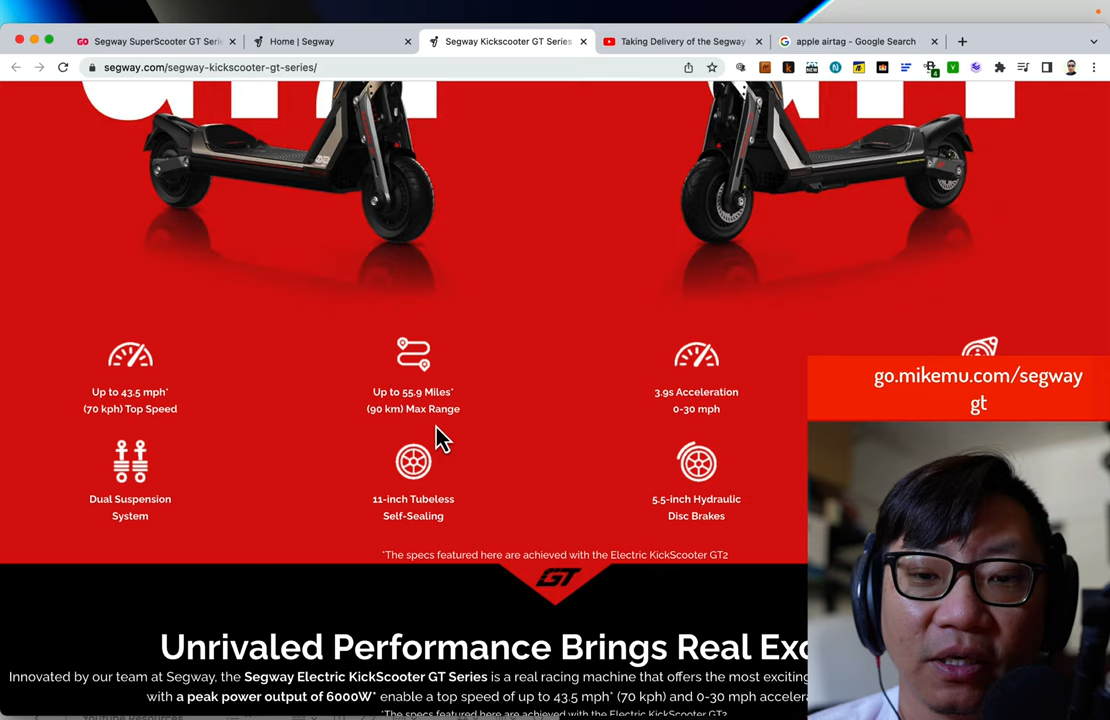 Segway SuperScooter GT Seri
Home | Segway
Segway Kickscooter GT Series
Taking Delivery of the Segway
apple airtag - Google Search
segway.com/segway-kickscooter-gt-series/
NEW
4
Up to 43.5 mph*
(70 kph) Top Speed
Up to 55.9 Miles*
(90 km) Max Range
3.9s Acceleration
0-30 mph
go.mikemu.com/segway
gt
Dual Suspension
System
11-inch Tubeless
Self-Sealing
5.5-inch Hydraulic
Disc Brakes
*The specs featured here are achieved with the Electric KickScooter GT2
GT
Unrivaled Performance Brings Real Exc
Innovated by our team at Segway, the Segway Electric KickScooter GT Series is a real racing machine that offers the most exciting
with a peak power output of 6000W* enable a top speed of up to 43.5 mph* (70 kph) and 0-30 mph accelera
*The specs featured here are achieved with the Electric KickScooter GT2